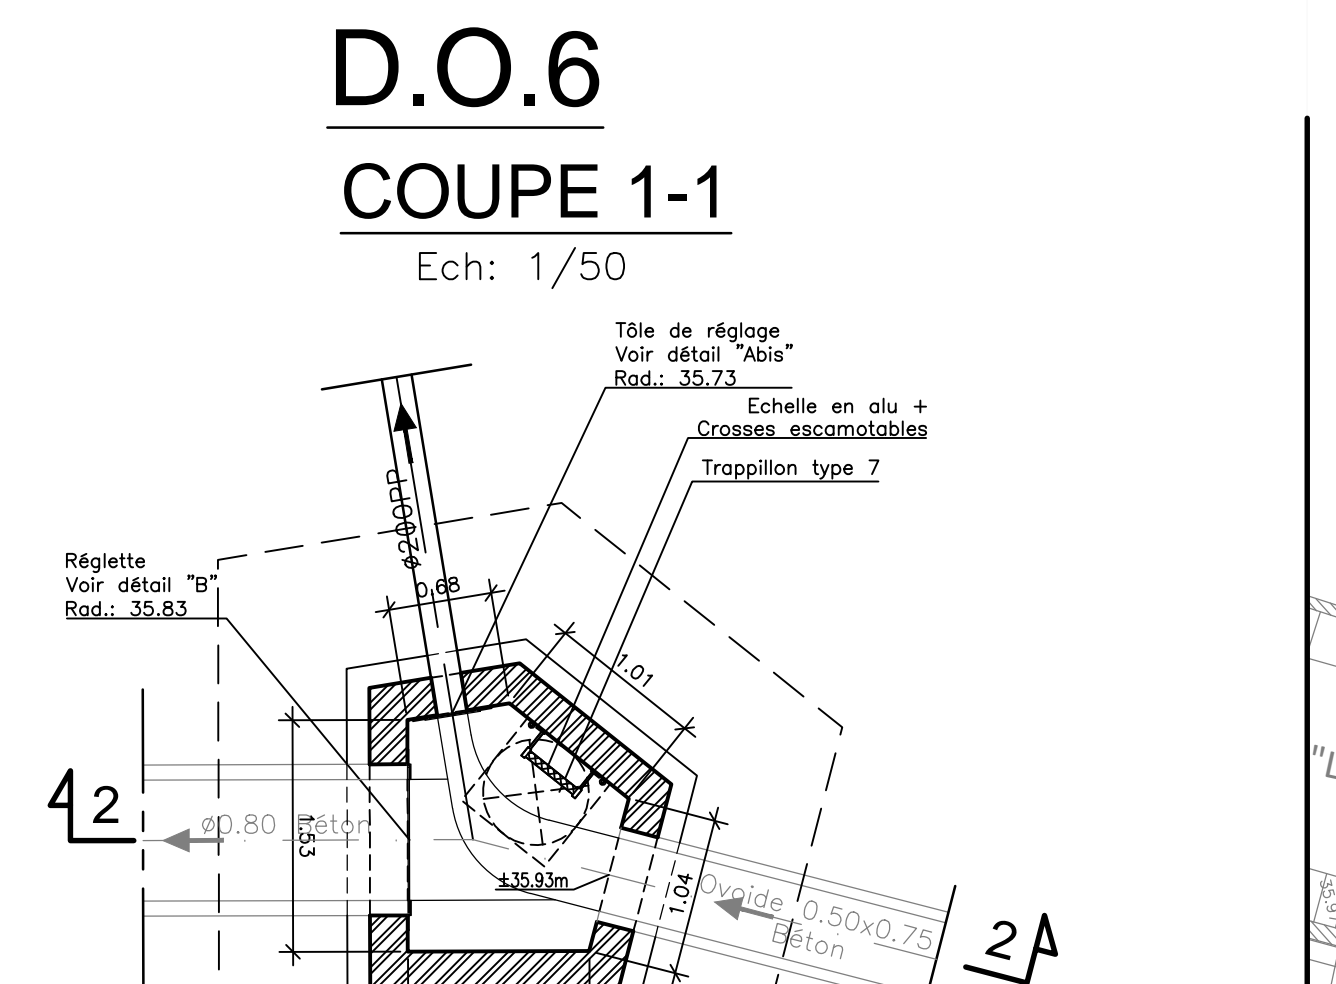 D.O.6
COUPE 1-1
Ech: 1/50
Tôle de réglage
Voir détail "Abis"
Rad.: 35.73
Echelle en alu +
Crosses escamotables
Trappillon type 7
ø200PP
Réglette
Voir détail "B"
Rad.: 35.83
0.68
1.01
"L
2
ø0.80 Béton
1.53
±35.93m
1.04
Ovoide 0.50x0.75
Béton
2
35.9